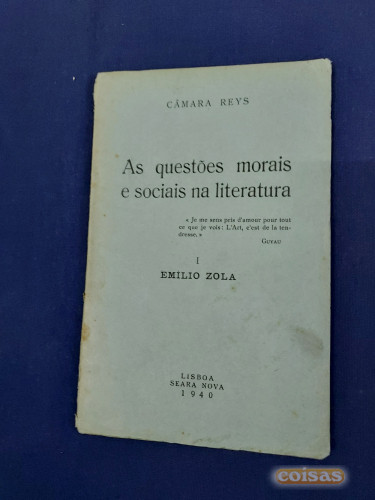 CÂMARA REYS
As questões morais
e sociais na literatura
« Je me sens pris d'amour pour tout
ce que je vois: L'Art, c'est de la ten-
dresse. »
GUYAU
I
EMILIO ZOLA
LISBOA
SEARA NOVA
1940
coisas